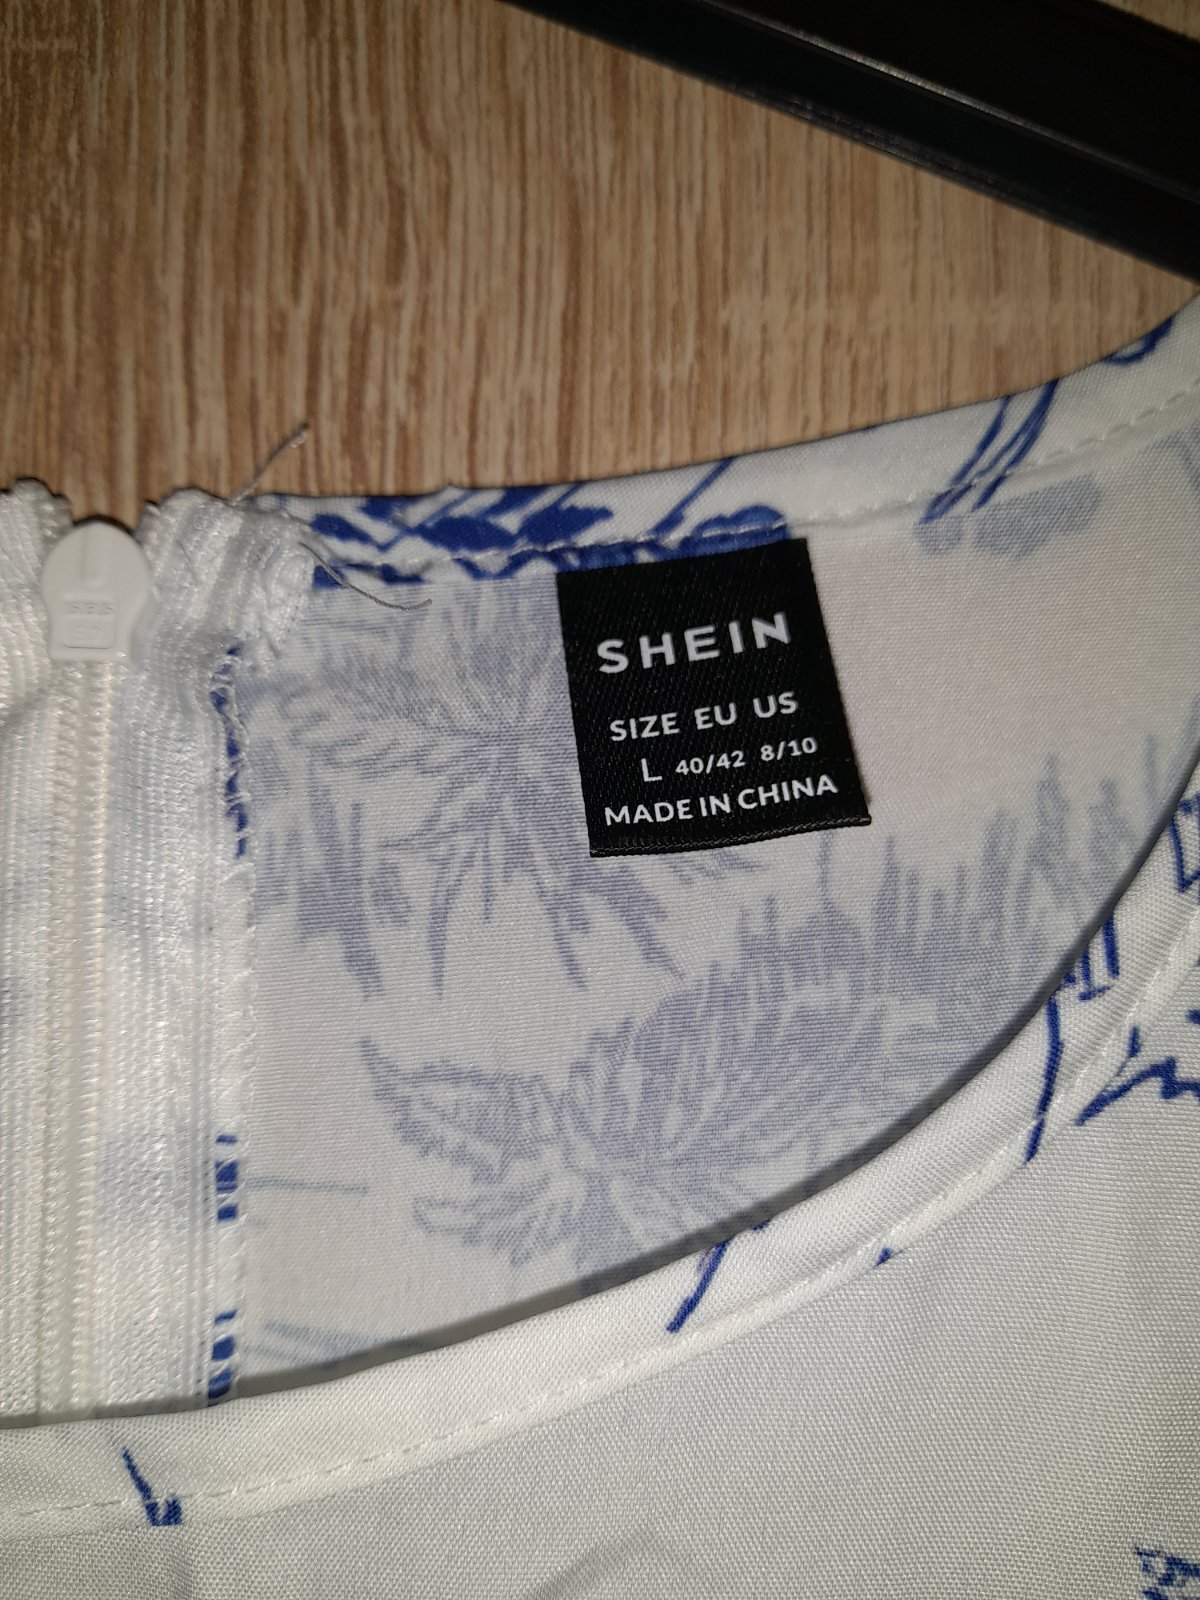 SHEIN
SIZE EU US
L 40/42 8/10
MADE IN CHINA